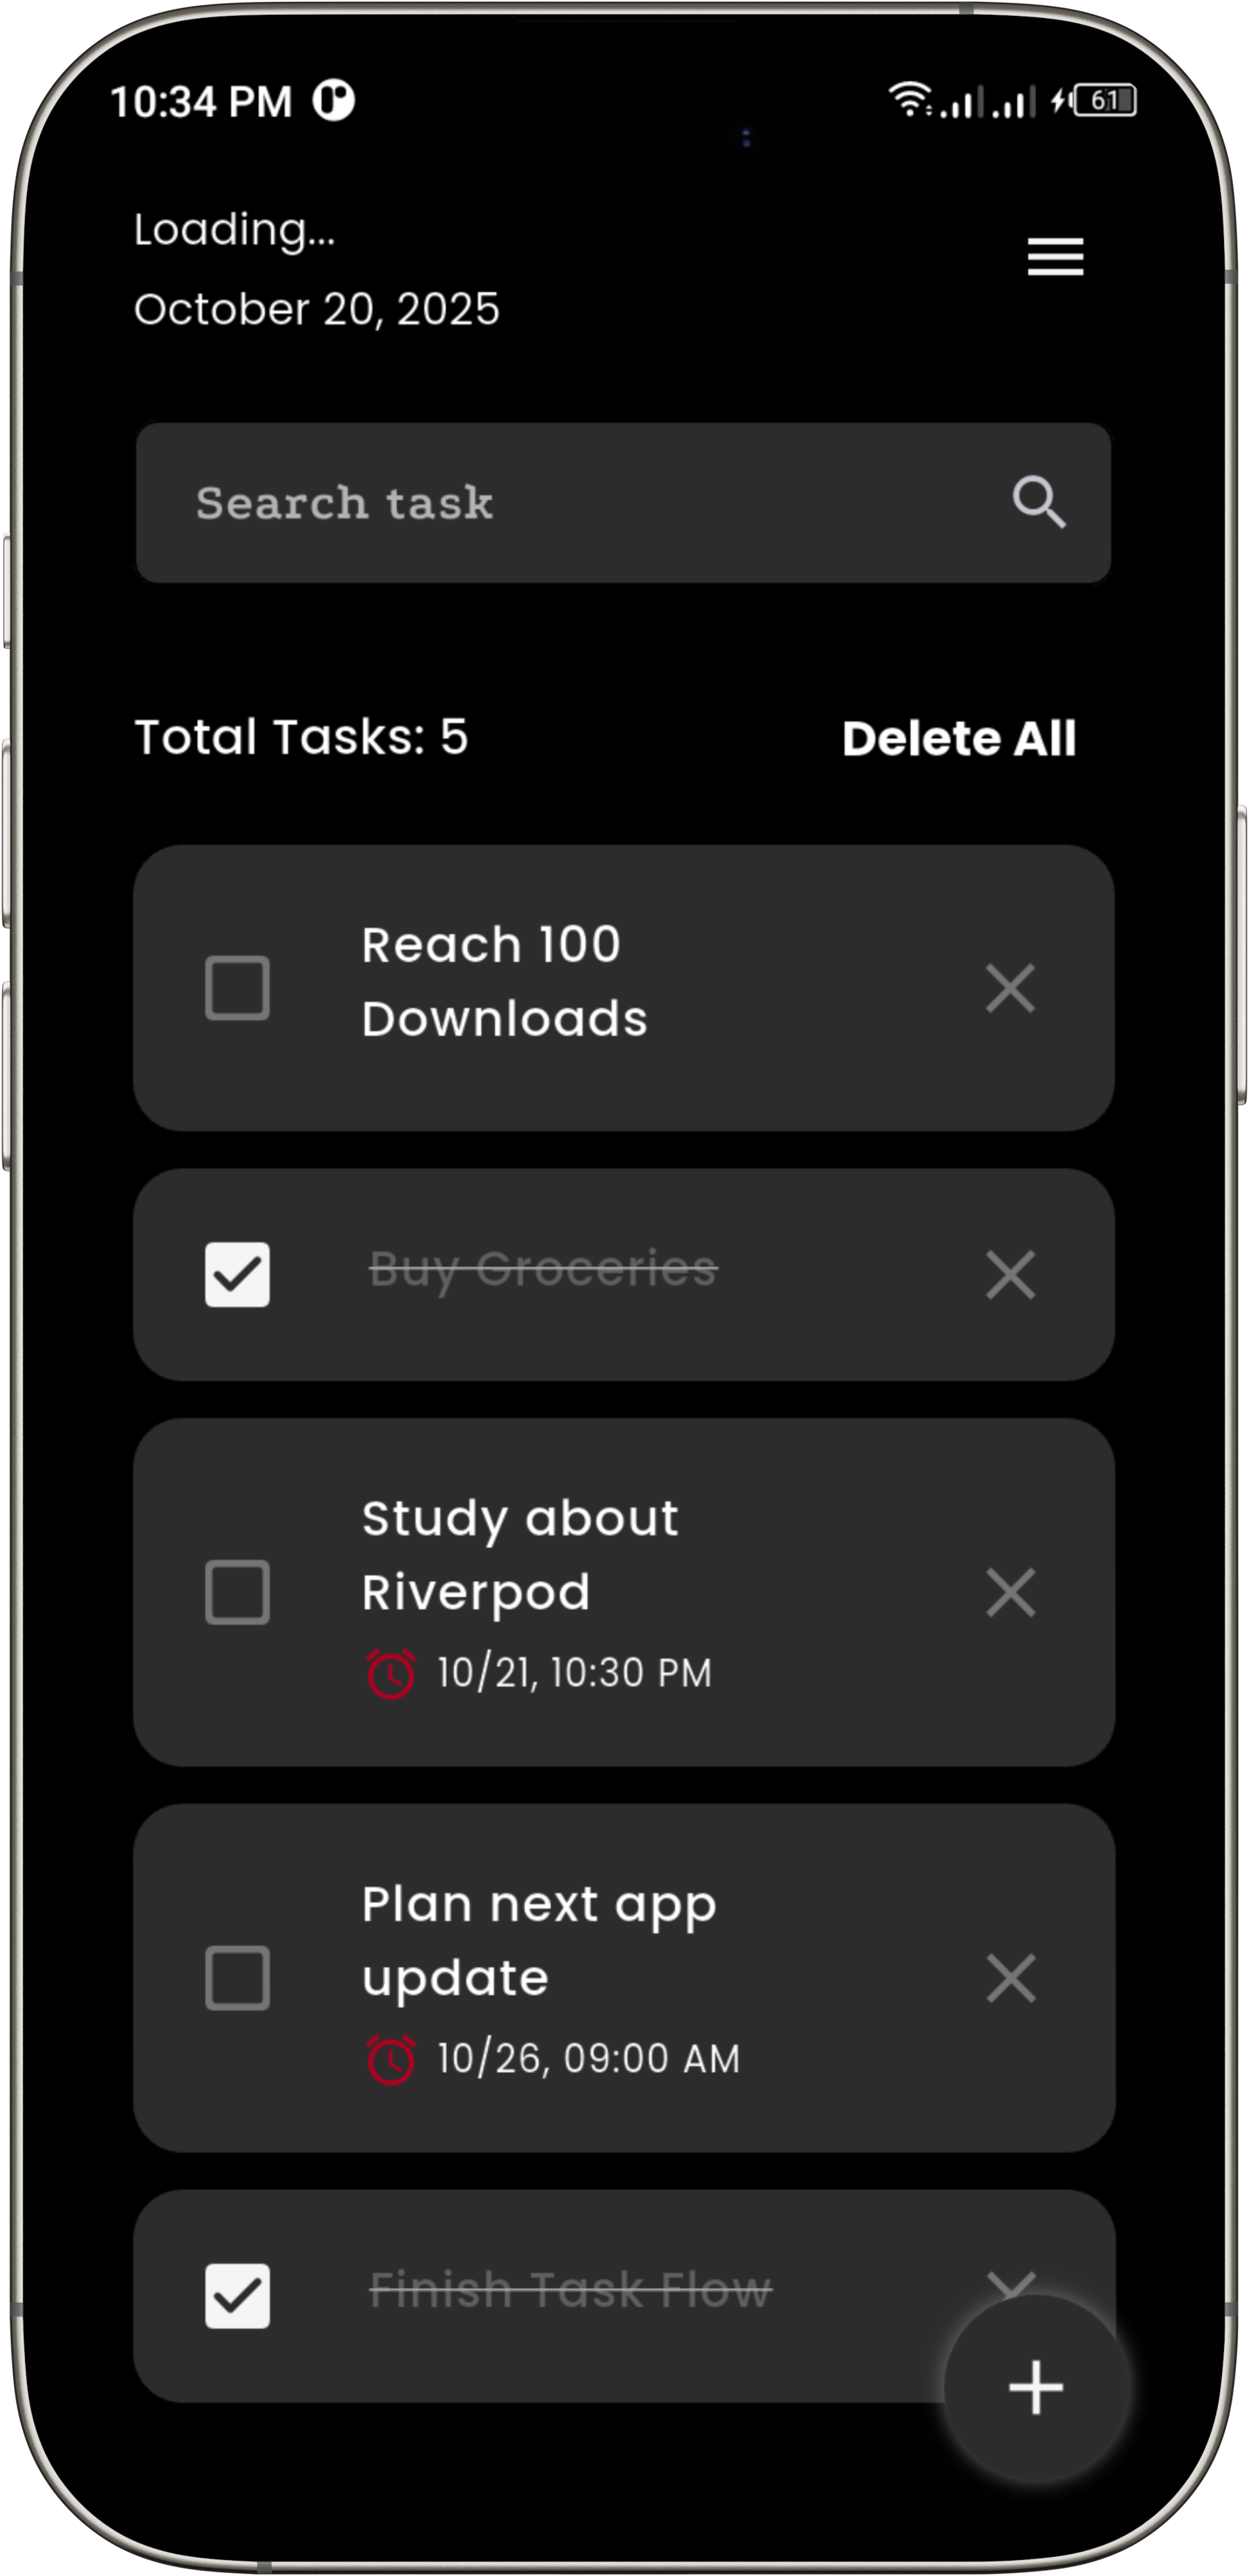 10:34 PM 61
Loading...
October 20, 2025
Search task
Total Tasks: 5 Delete All
Reach 100
Downloads
Buy Groceries
Study about
Riverpod
10/21, 10:30 PM
Plan next app
update
10/26, 09:00 AM
Finish Task Flow